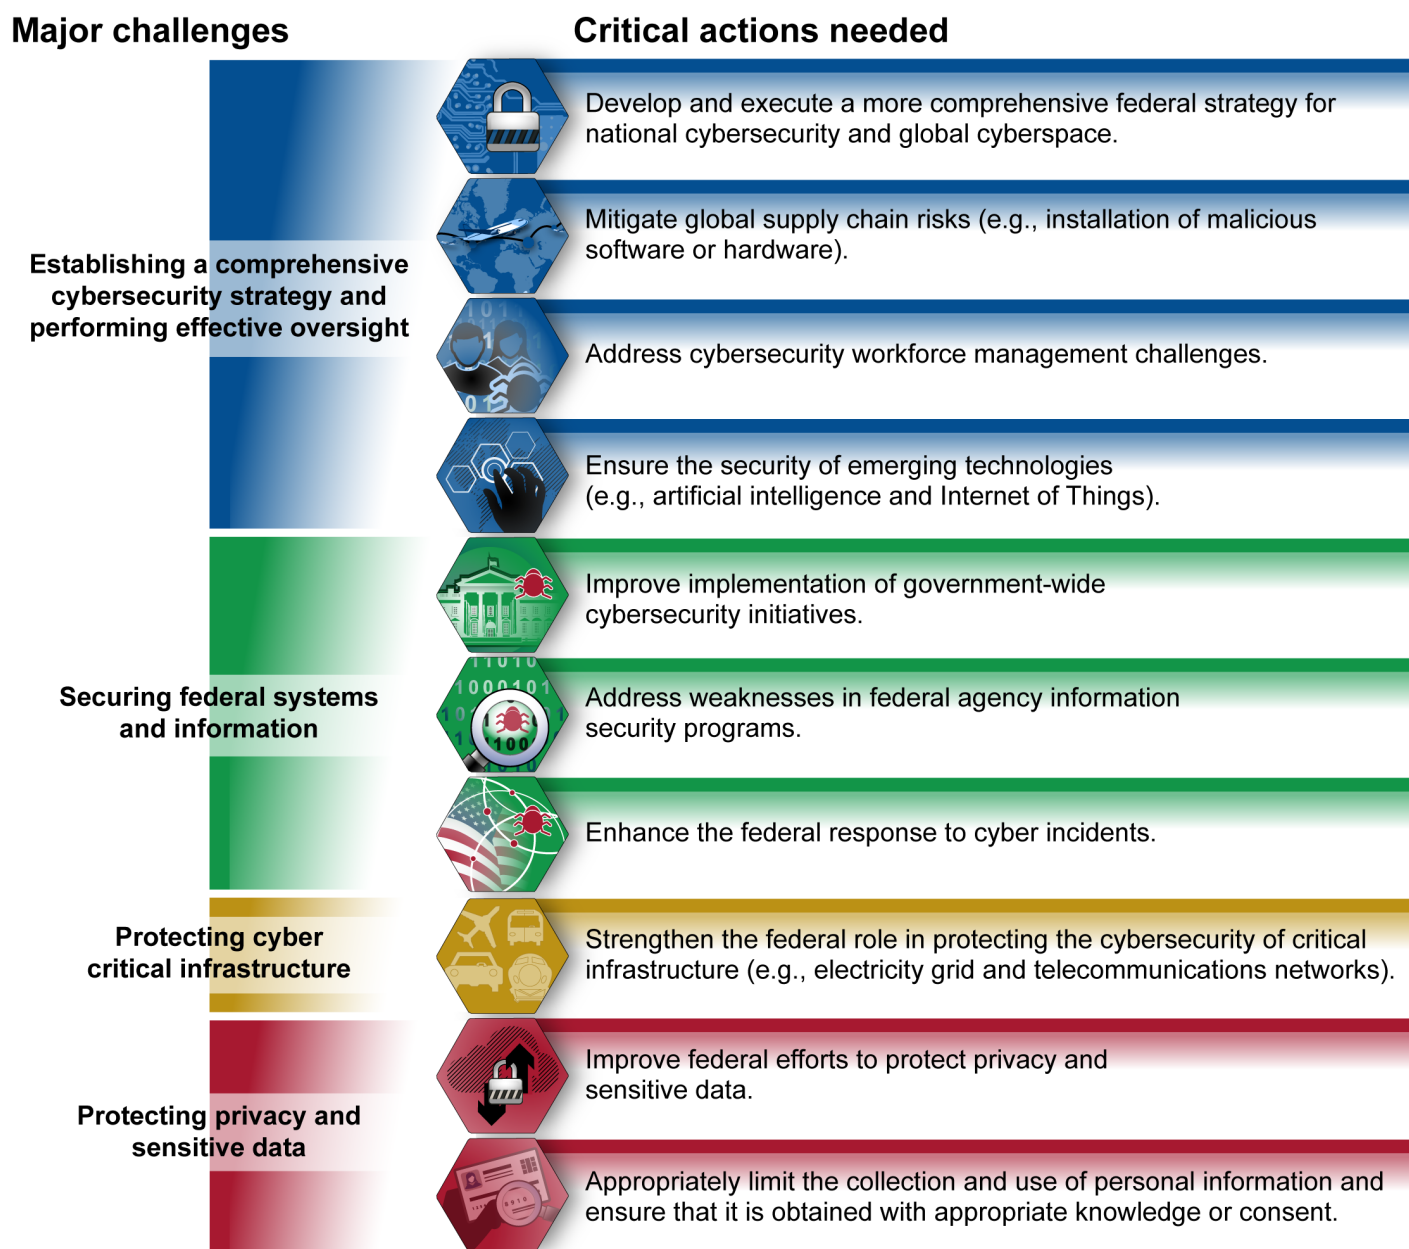 Major challenges
Critical actions needed
Establishing a comprehensive
cybersecurity strategy and
performing effective oversight
Develop and execute a more comprehensive federal strategy for
national cybersecurity and global cyberspace.
Mitigate global supply chain risks (e.g., installation of malicious
software or hardware).
Address cybersecurity workforce management challenges.
Ensure the security of emerging technologies
(e.g., artificial intelligence and Internet of Things).
Securing federal systems
and information
Improve implementation of government-wide
cybersecurity initiatives.
Address weaknesses in federal agency information
security programs.
Enhance the federal response to cyber incidents.
Protecting cyber
critical infrastructure
Strengthen the federal role in protecting the cybersecurity of critical
infrastructure (e.g., electricity grid and telecommunications networks).
Protecting privacy and
sensitive data
Improve federal efforts to protect privacy and
sensitive data.
Appropriately limit the collection and use of personal information and
ensure that it is obtained with appropriate knowledge or consent.